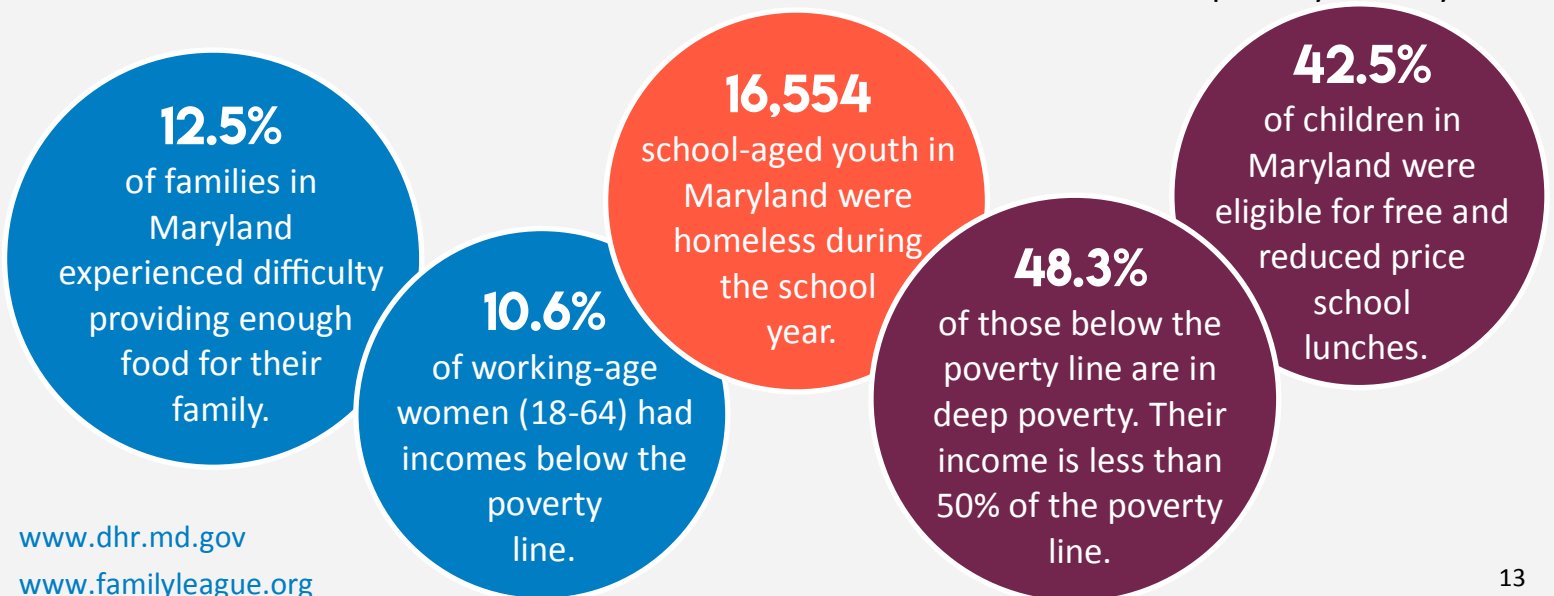 12.5%
of families in
Maryland
experienced difficulty
providing enough
food for their
family.
10.6%
of working-age
women (18-64) had
incomes below the
poverty
line.
16,554
school-aged youth in
Maryland were
homeless during
the school
year.
48.3%
of those below the
poverty line are in
deep poverty. Their
income is less than
50% of the poverty
line.
42.5%
of children in
Maryland were
eligible for free and
reduced price
school
lunches.
www.dhr.md.gov
www.familyleague.org
13